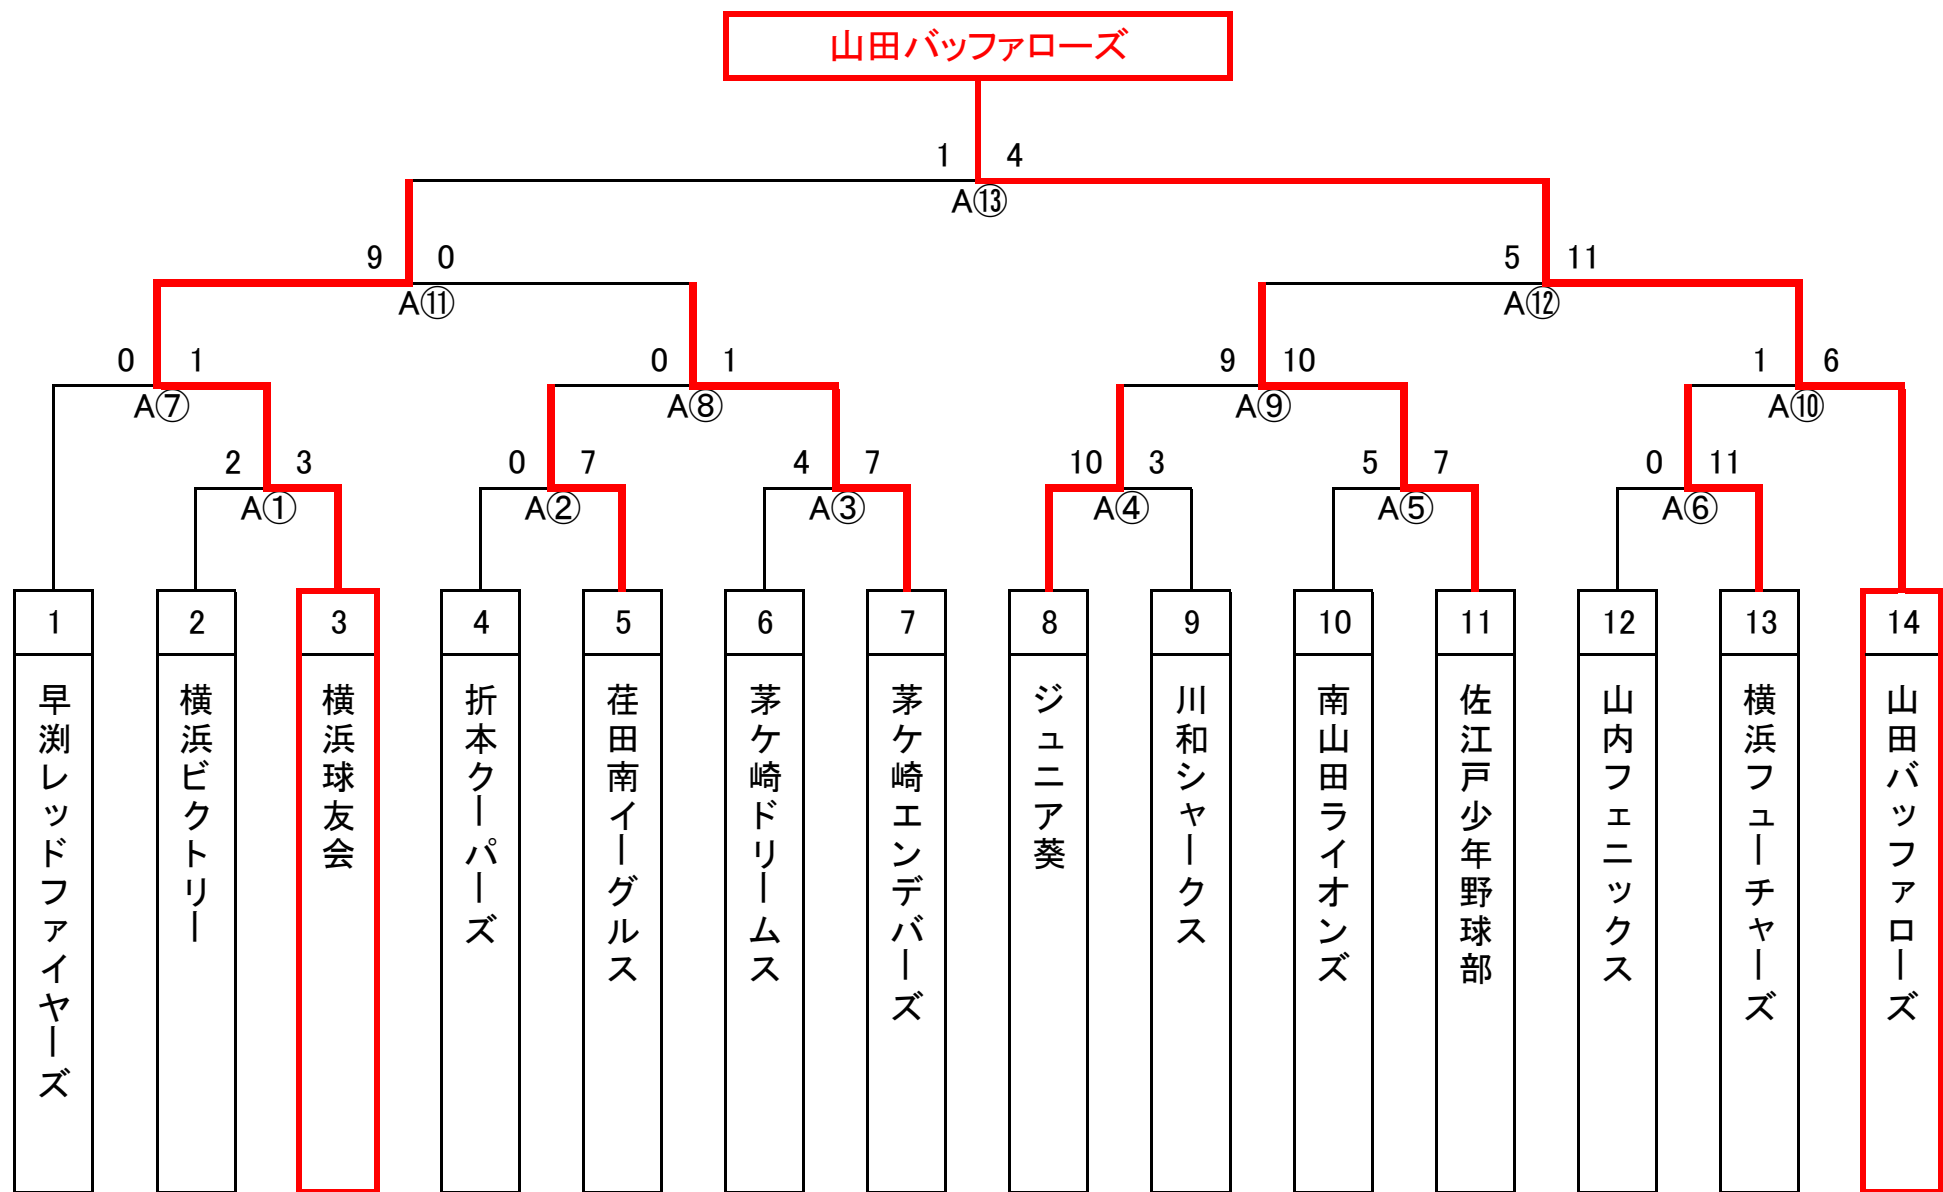 山田バッファローズ
1 4
A⑬
9 0 5 11
A⑪ A⑫
0 1 0 1 9 10 1 6
A⑦ A⑧ A⑨ A⑩
2 3 0 7 4 7 10 3 5 7 0 11
A① A② A③ A④ A⑤ A⑥
1 2 3 4 5 6 7 8 9 10 11 12 13 14
早渕レッドファイヤーズ
横浜ビクトリー
横浜球友会
折本クーパーズ
荏田南イーグルス
茅ケ崎ドリームス
茅ケ崎エンデバーズ
ジュニア葵
川和シャークス
南山田ライオンズ
佐江戸少年野球部
山内フェニックス
横浜フューチャーズ
山田バッファローズ